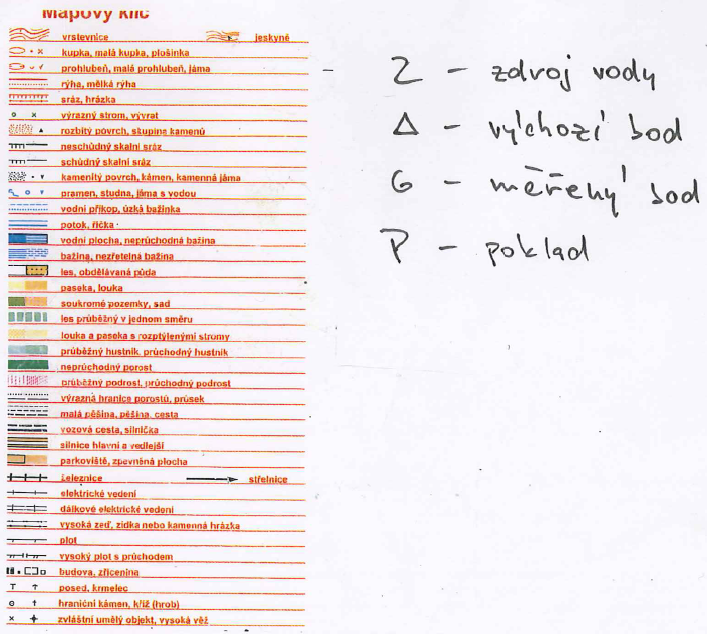 Mapový klíč
vrstevnice jeskyně
kupka, malá kupka, plošinka
prohlubeň, malá prohlubeň, jáma
rýha, mělká rýha
sráz, hrázka
výrazný strom, vývrat
rozbitý povrch, skupina kamenů
neschůdný skalní sráz
schůdný skalní sráz
kamenitý povrch, kámen, kamenná jáma
pramen, studna, jáma s vodou
vodní příkop, úzká bažinka
potok, říčka
vodní plocha, neprůchodná bažina
bažina, nezřetelná bažina
les, obdělávaná půda
paseka, louka
soukromé pozemky, sad
les průběžný v jednom směru
louka a paseka s rozptýlenými stromy
průběžný hustník, průchodný hustník
neprůchodný porost
průběžný podrost, průchodný podrost
výrazná hranice porostů, průsek
malá pěšina, pěšina, cesta
vozová cesta, silnička
silnice hlavní a vedlejší
parkoviště, zpevněná plocha
železnice střelnice
elektrické vedení
dálkové elektrické vedení
vysoká zeď, zídka nebo kamenná hrázka
plot
vysoký plot s průchodem
budova, zřícenina
posed, krmelec
hraniční kámen, kříž (hrob)
zvláštní umělý objekt, vysoká věž
Z – zdroj vody
Δ – výchozí bod
G – měřený bod
P – poklad